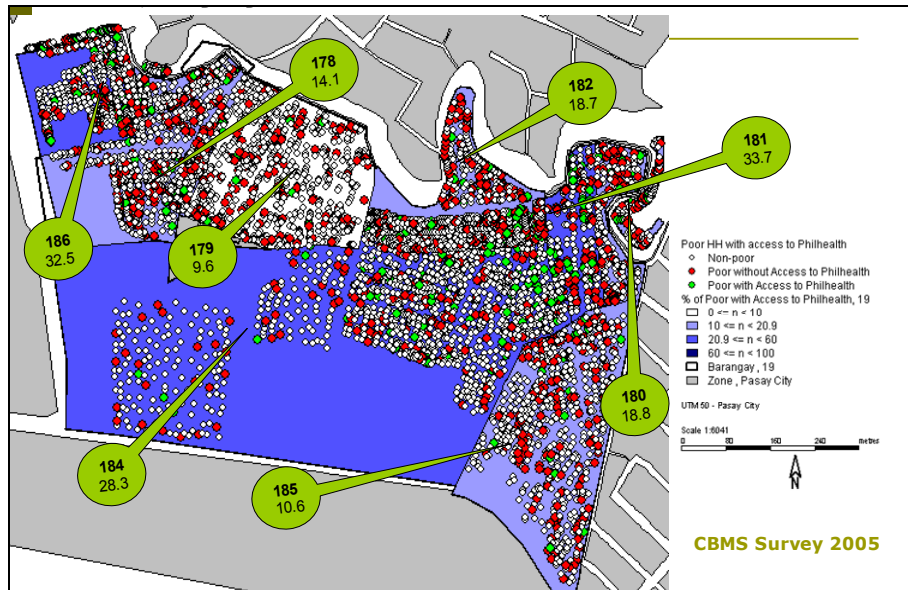 178
14.1
182
18.7
181
33.7
186
32.5
179
9.6
180
18.8
184
28.3
185
10.6
Poor HH with access to Philhealth
Non-poor
Poor without Access to Philhealth
Poor with Access to Philhealth
% of Poor with Access to Philhealth, 19
0 <= n < 10
10 <= n < 20.9
20.9 <= n < 60
60 <= n < 100
Barangay, 19
Zone, Pasay City
UTM 50 - Pasay City
Scale 1:6041
0 80 160 240 metres
N
CBMS Survey 2005